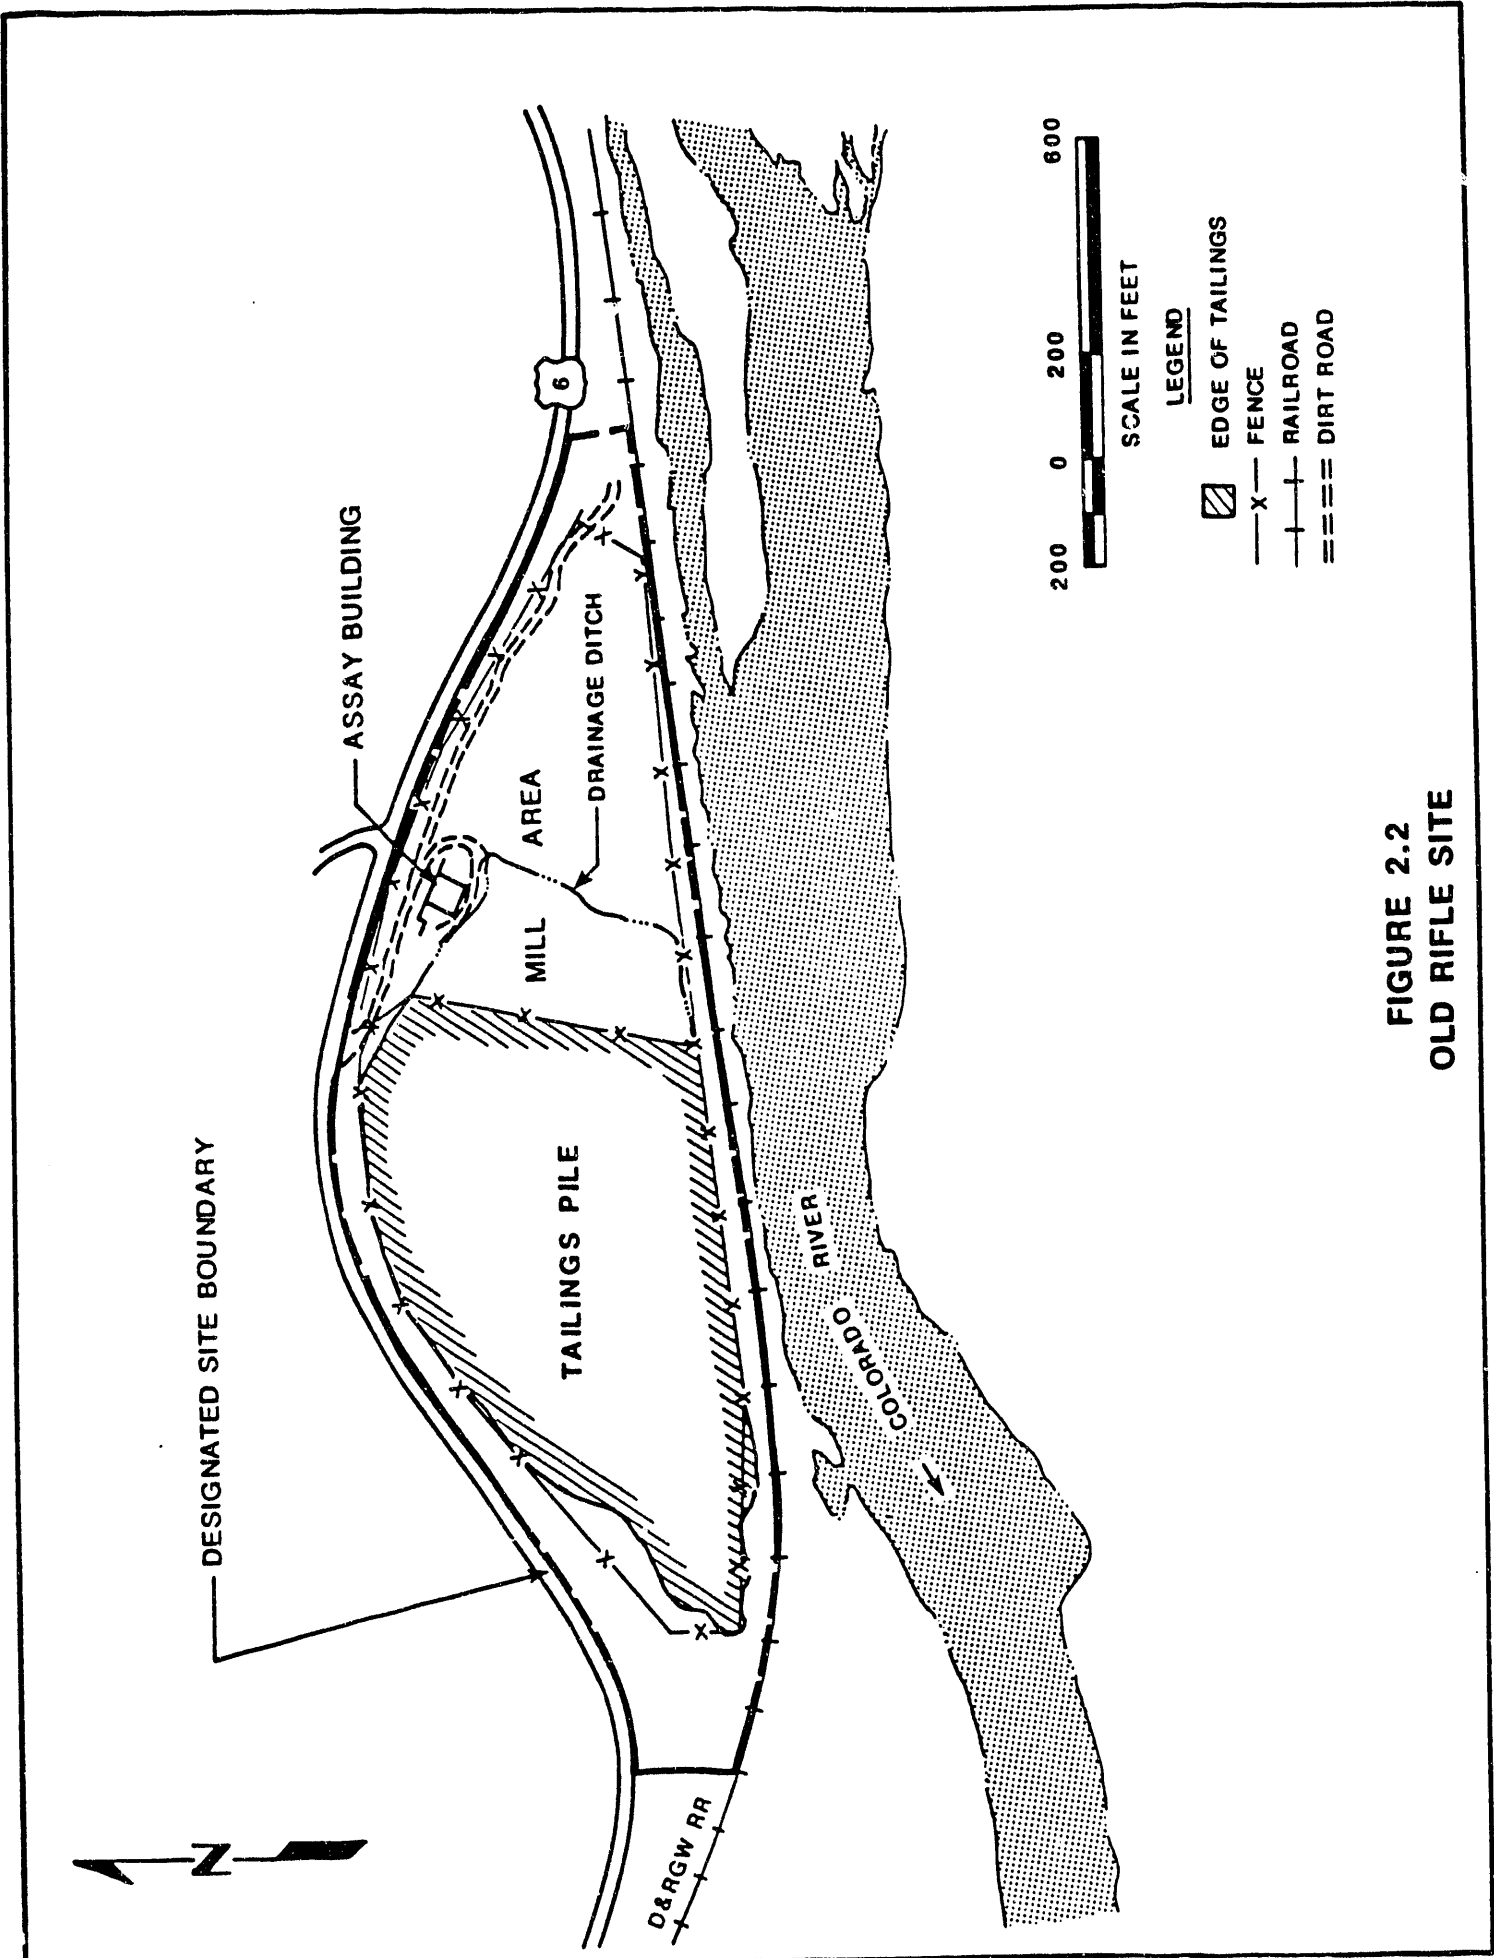 DESIGNATED SITE BOUNDARY
ASSAY BUILDING
6
TAILINGS PILE
MILL AREA
DRAINAGE DITCH
D&RGW RR
COLORADO RIVER
N
200 0 200 600
SCALE IN FEET
LEGEND
EDGE OF TAILINGS
FENCE
RAILROAD
DIRT ROAD
FIGURE 2.2
OLD RIFLE SITE